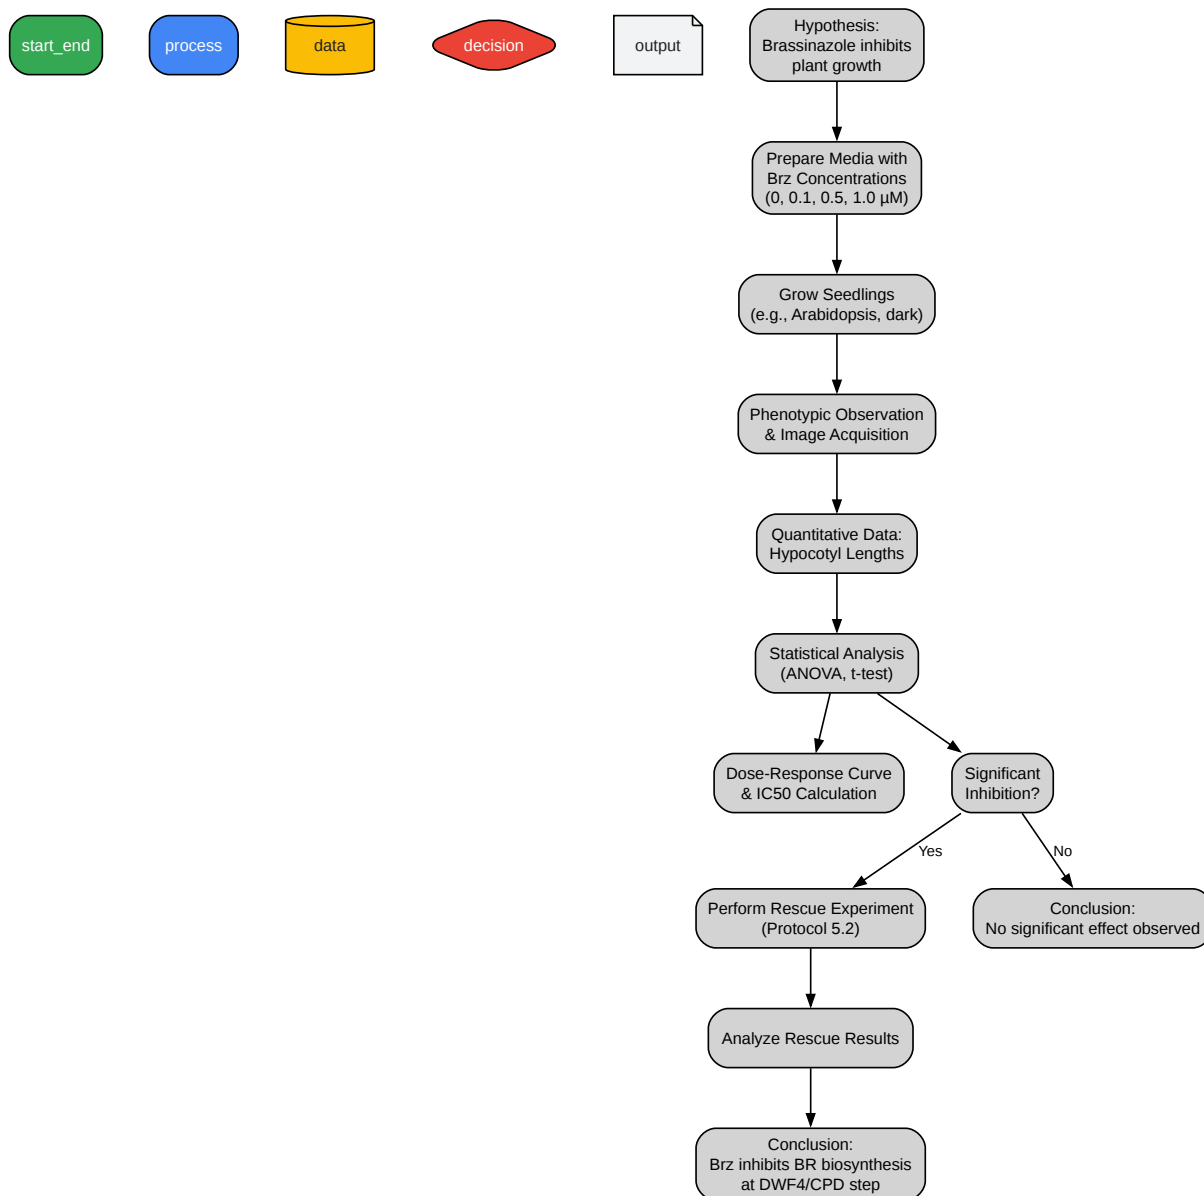 start_end
process
data
decision
output
Hypothesis:
Brassinazole inhibits
plant growth
Prepare Media with
Brz Concentrations
(0, 0.1, 0.5, 1.0 µM)
Grow Seedlings
(e.g., Arabidopsis, dark)
Phenotypic Observation
& Image Acquisition
Quantitative Data:
Hypocotyl Lengths
Statistical Analysis
(ANOVA, t-test)
Dose-Response Curve
& IC50 Calculation
Significant
Inhibition?
Yes
No
Perform Rescue Experiment
(Protocol 5.2)
Conclusion:
No significant effect observed
Analyze Rescue Results
Conclusion:
Brz inhibits BR biosynthesis
at DWF4/CPD step